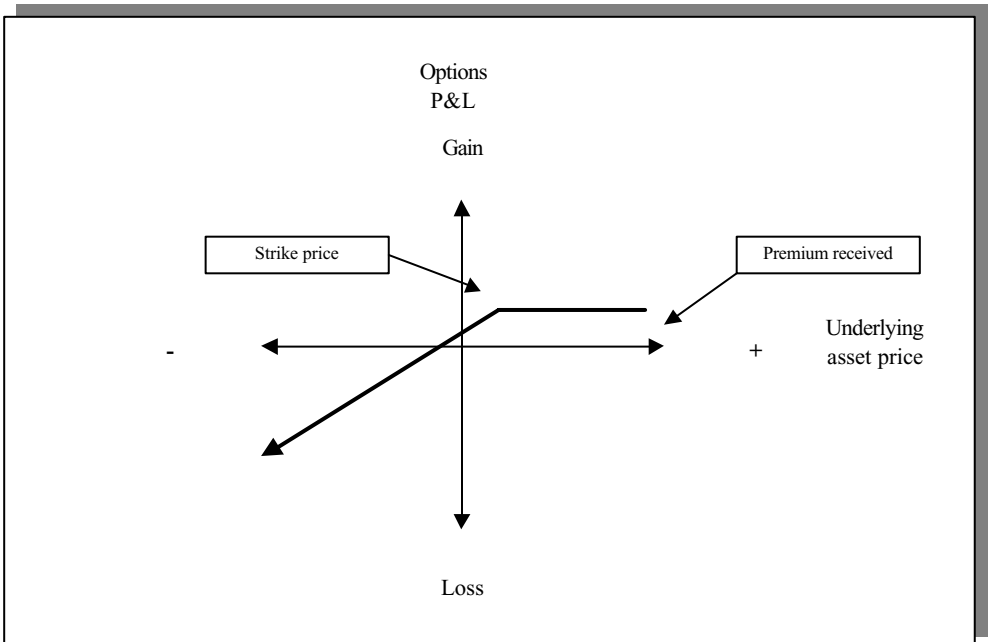 Options
P&L
Gain
Strike price
Premium received
Underlying
asset price
-
+
Loss